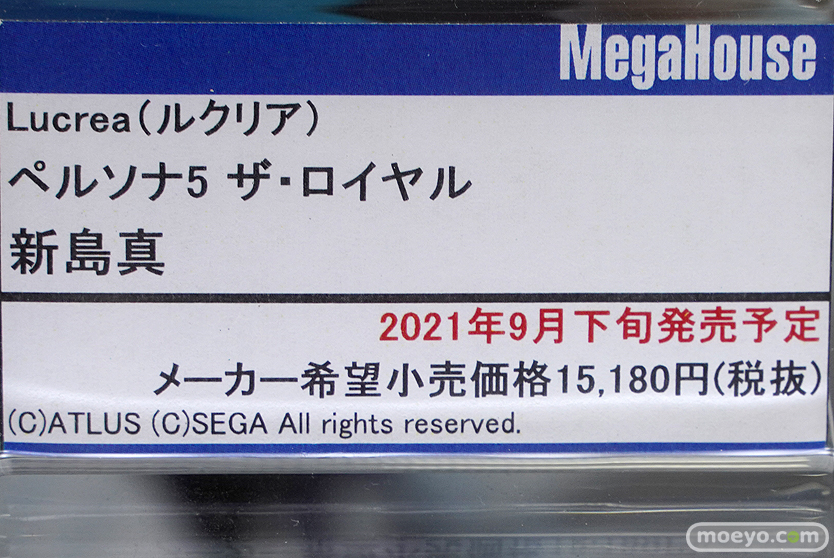 MegaHouse
Lucrea（ルクリア）
ペルソナ5 ザ・ロイヤル
新島真
2021年9月下旬発売予定
メーカー希望小売価格15,180円(税抜)
(C)ATLUS (C)SEGA All rights reserved.
moeyo.com